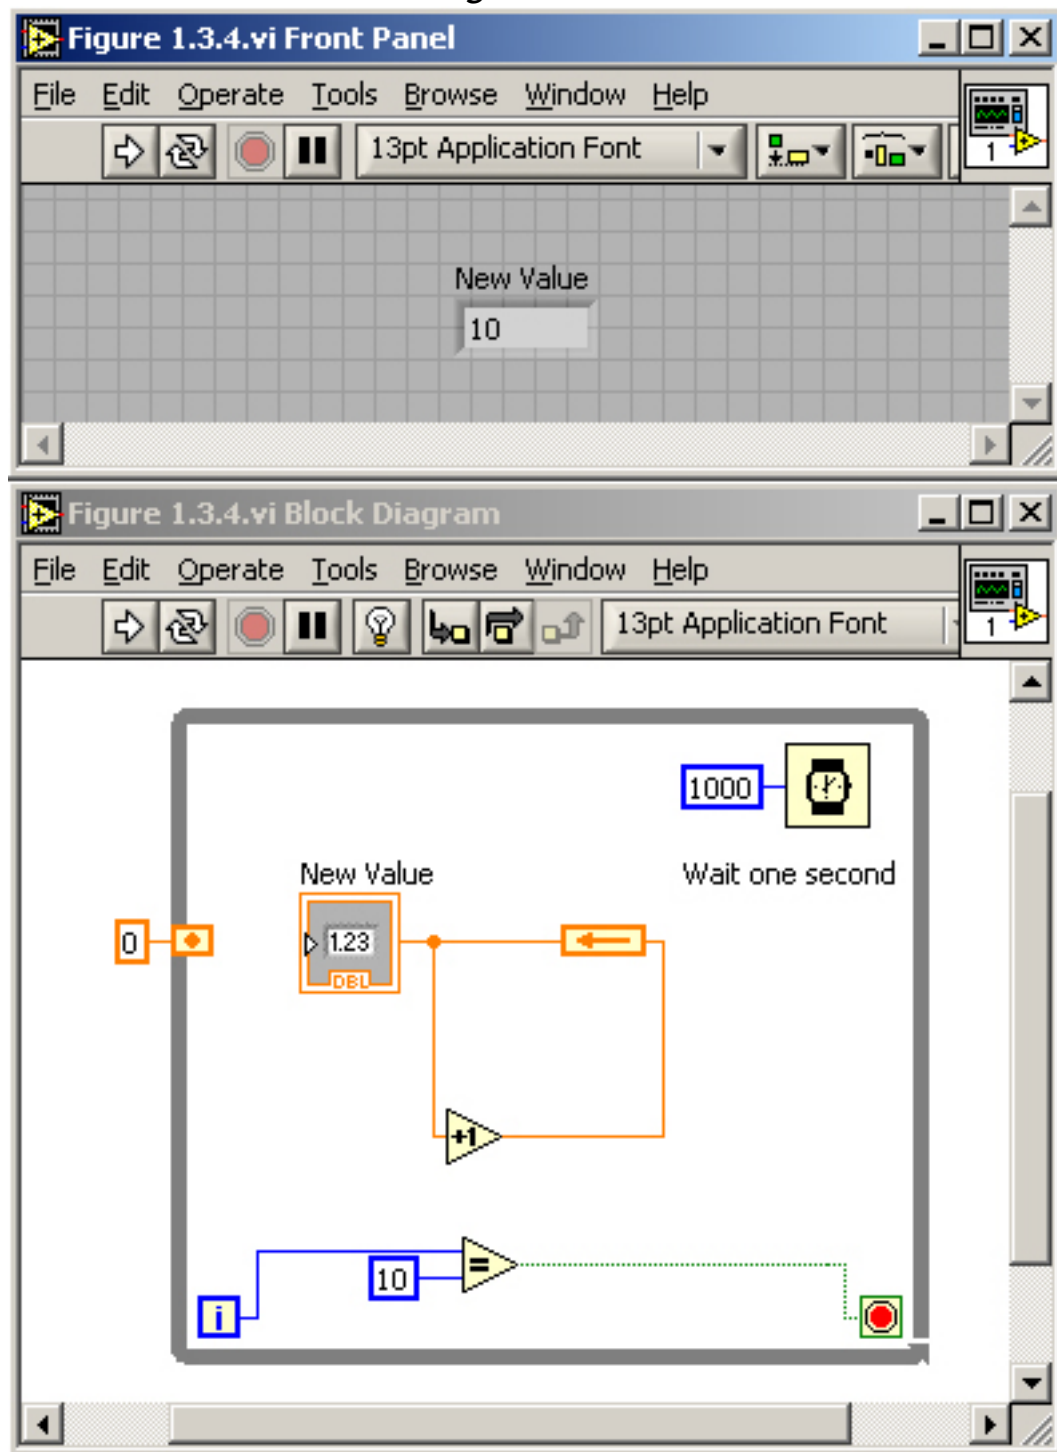 Figure 1.3.4.vi Front Panel
File Edit Operate Tools Browse Window Help
13pt Application Font
1
New Value
10
Figure 1.3.4.vi Block Diagram
File Edit Operate Tools Browse Window Help
13pt Application Font
1
1000
New Value
Wait one second
0
1.23
DBL
+1
=
10
i